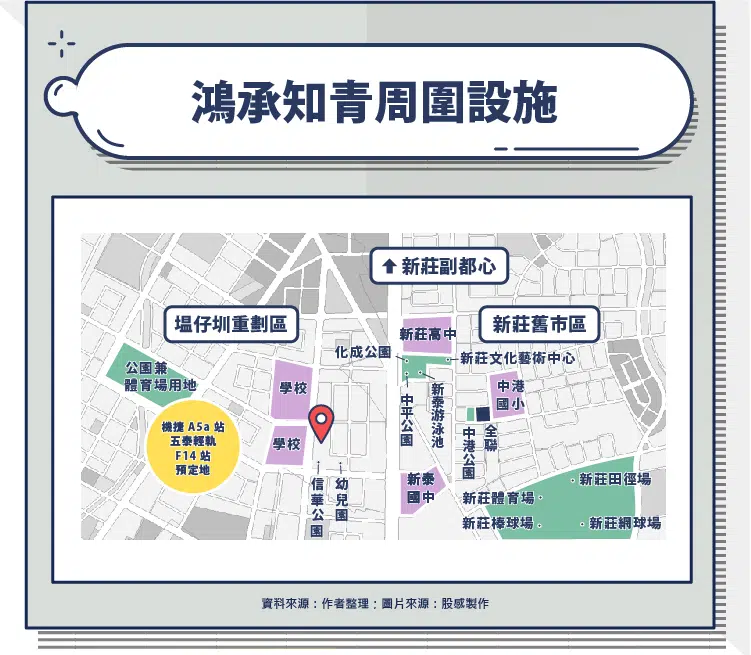 鴻承知青周圍設施
新莊副都心
塭仔圳重劃區
新莊舊市區
新莊高中
化成公園
新莊文化藝術中心
公園兼
體育場用地
學校
中平公園
新泰游泳池
中港
國小
機捷 A5a 站
五泰輕軌
F14 站
預定地
學校
中港公園
全聯
信華公園
幼兒園
新泰
國中
新莊田徑場
新莊體育場
新莊棒球場
新莊網球場
資料來源：作者整理；圖片來源：股感製作